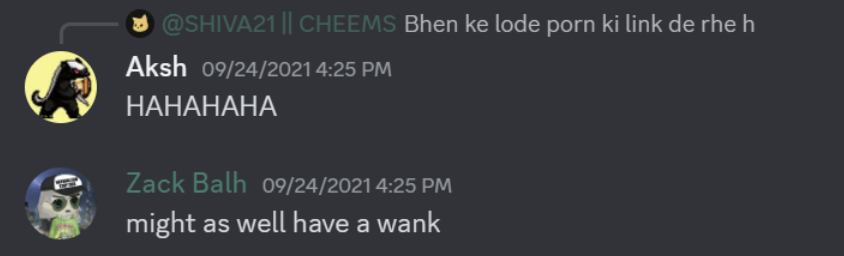 @SHIVA21 || CHEEMS Bhen ke lode porn ki link de rhe h
Aksh 09/24/2021 4:25 PM
HAHAHAHA
Zack Balh 09/24/2021 4:25 PM
might as well have a wank